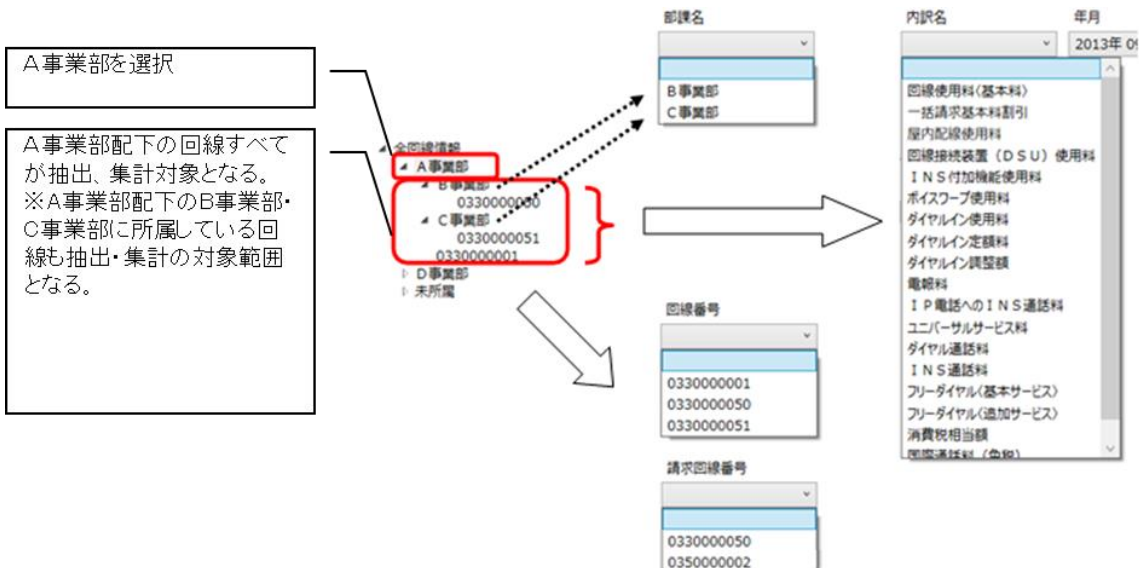 A事業部を選択
A事業部配下の回線すべて
が抽出、集計対象となる。
※A事業部配下のB事業部・
C事業部に所属している回
線も抽出・集計の対象範囲
となる。
全回線情報
A事業部
B事業部
0330000050
C事業部
0330000051
0330000001
D事業部
未所属
部課名
B事業部
C事業部
回線番号
0330000001
0330000050
0330000051
請求回線番号
0330000050
0350000002
内訳名
年月
2013年
回線使用料(基本料)
一括請求基本料割引
屋内配線使用料
回線接続装置(DSU)使用料
INS付加機能使用料
ボイスワープ使用料
ダイヤルイン使用料
ダイヤルイン定額料
ダイヤルイン調整額
電報料
IP電話へのINS通話料
ユニバーサルサービス料
ダイヤル通話料
INS通話料
フリーダイヤル(基本サービス)
フリーダイヤル(追加サービス)
消費税相当額